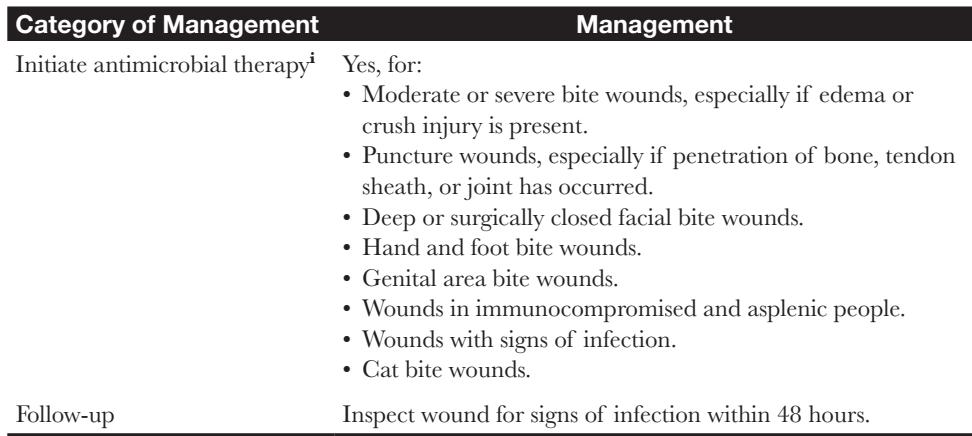 Category of Management Management
Initiate antimicrobial therapyⁱ Yes, for:
• Moderate or severe bite wounds, especially if edema or
crush injury is present.
• Puncture wounds, especially if penetration of bone, tendon
sheath, or joint has occurred.
• Deep or surgically closed facial bite wounds.
• Hand and foot bite wounds.
• Genital area bite wounds.
• Wounds in immunocompromised and asplenic people.
• Wounds with signs of infection.
• Cat bite wounds.
Follow-up Inspect wound for signs of infection within 48 hours.